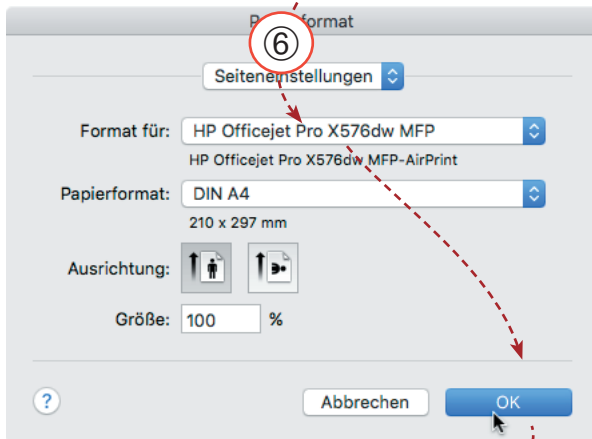 Papierformat
⑥
Seiteneinstellungen
Format für: HP Officejet Pro X576dw MFP
HP Officejet Pro X576dw MFP-AirPrint
Papierformat: DIN A4
210 x 297 mm
Ausrichtung:
Größe: 100 %
? Abbrechen OK